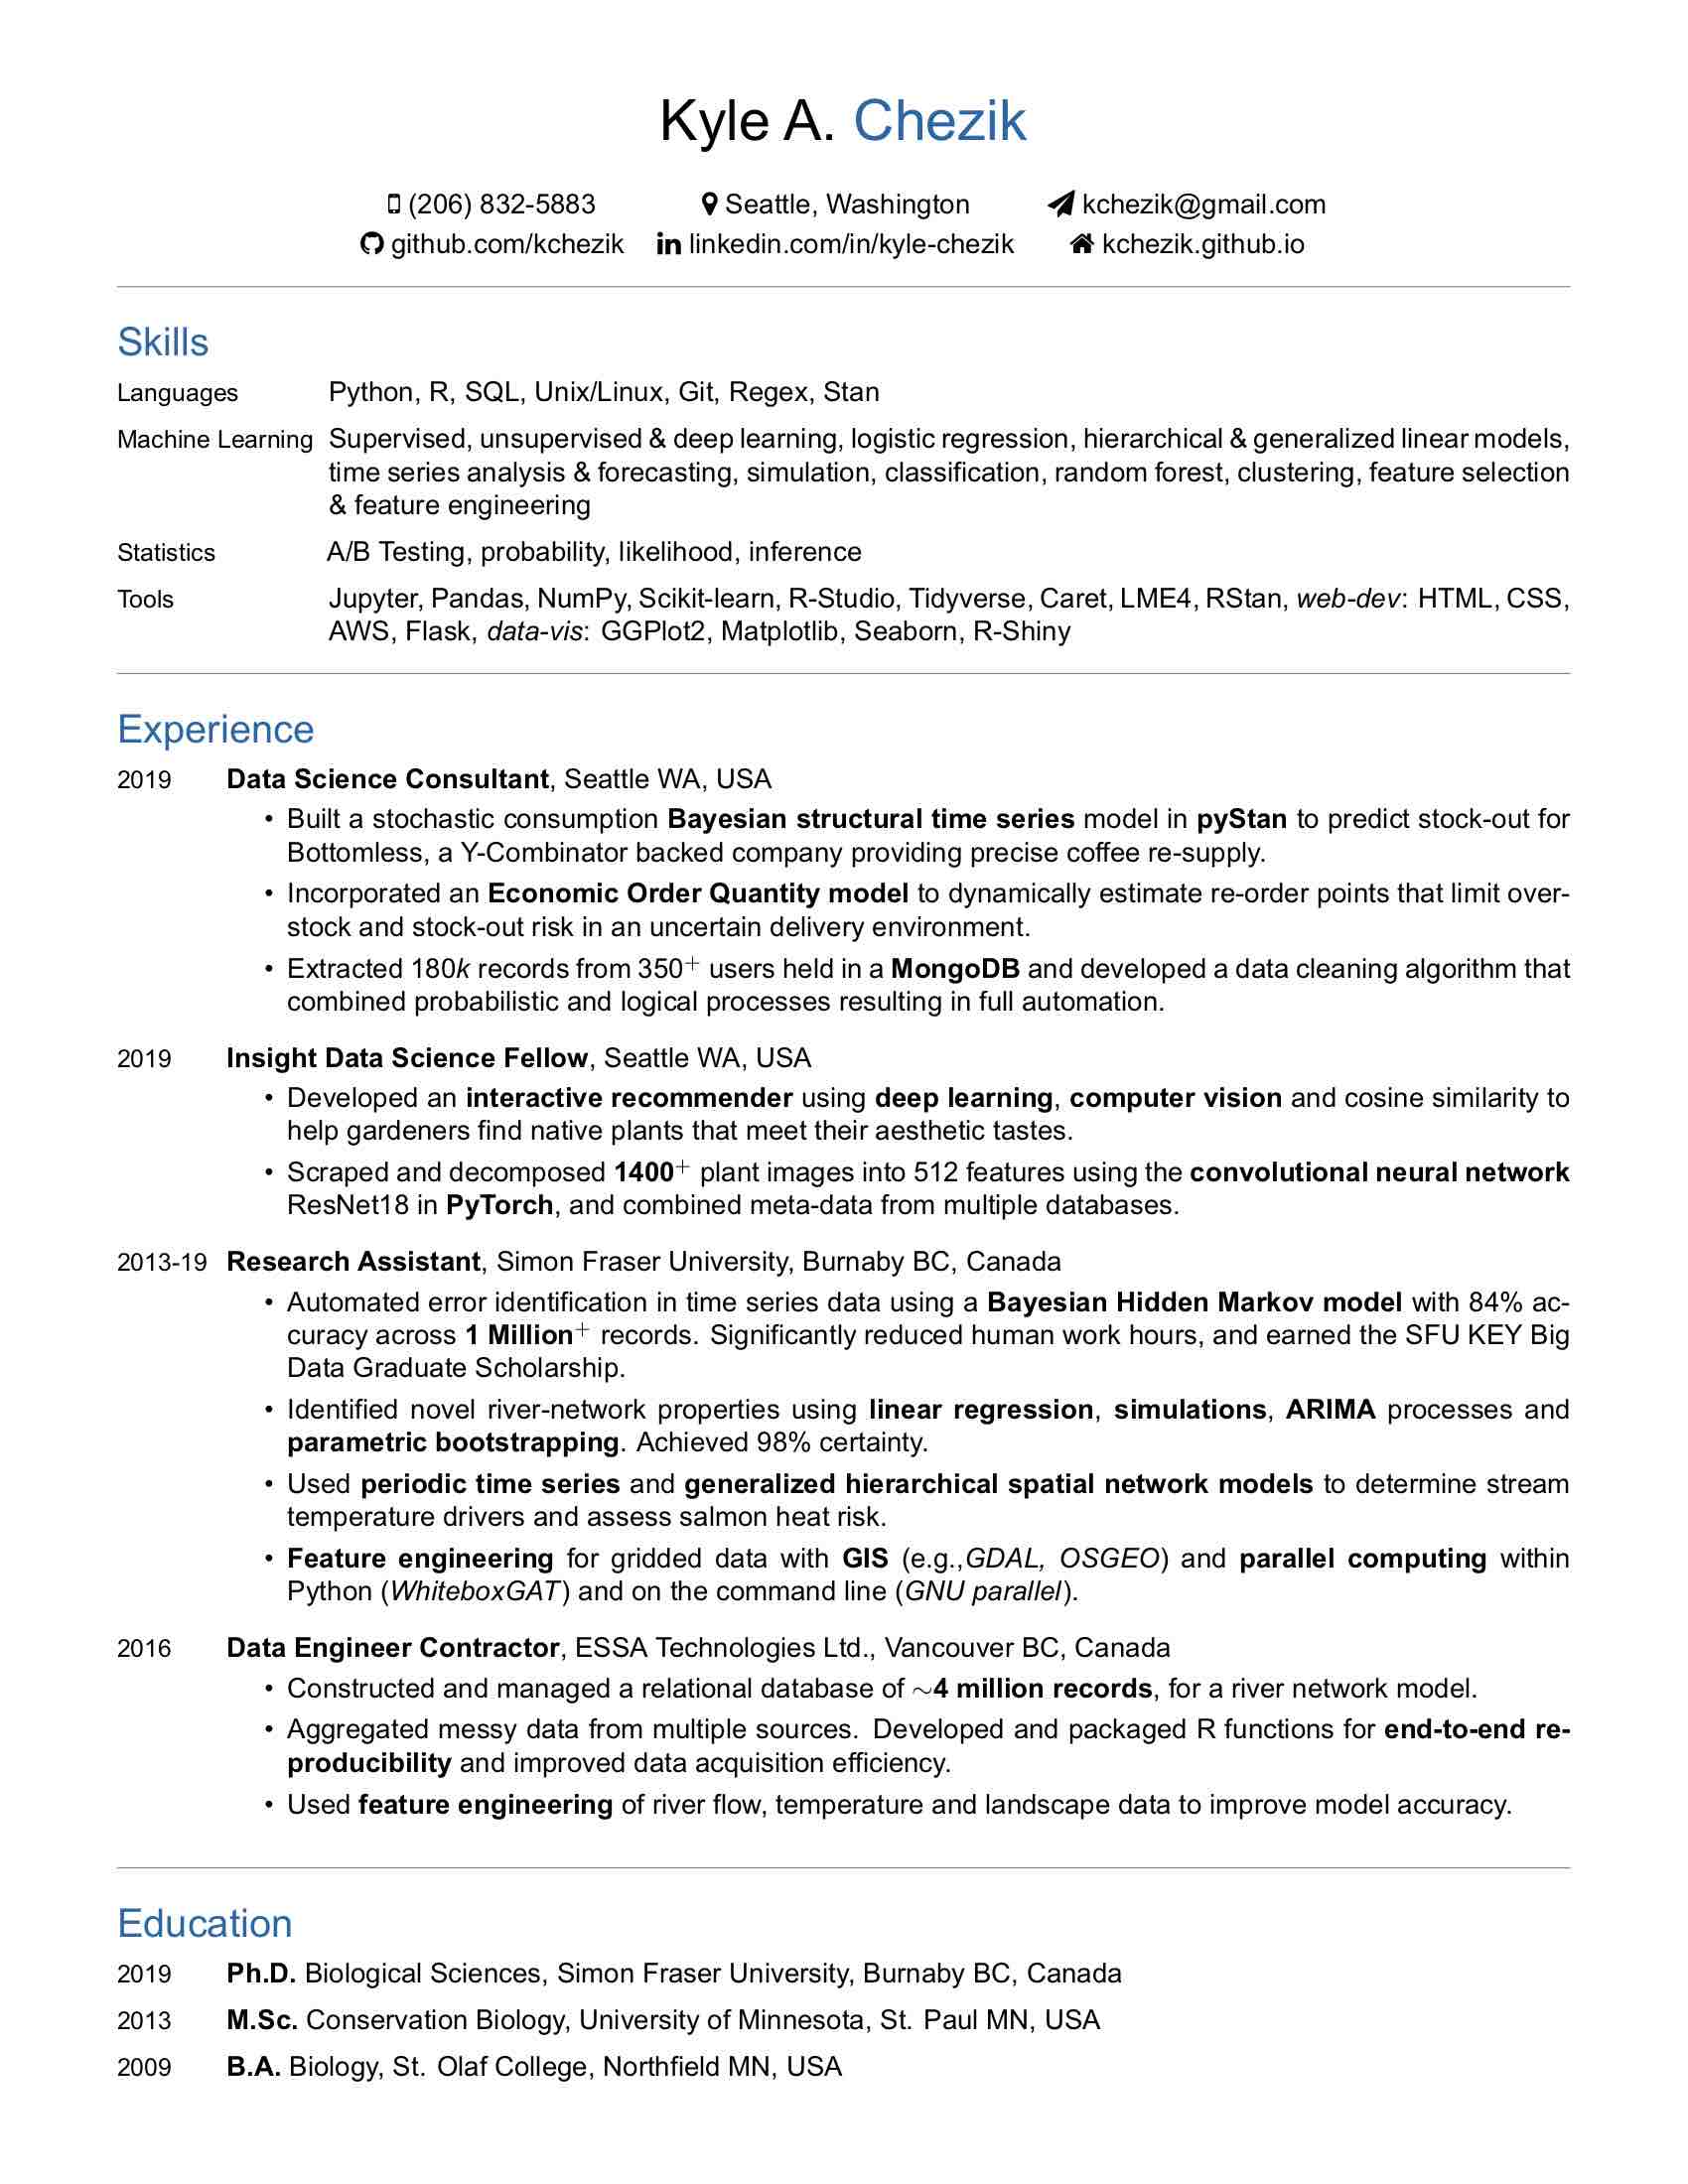 Kyle A. Chezik
(206) 832-5883 Seattle, Washington kchezik@gmail.com
github.com/kchezik linkedin.com/in/kyle-chezik kchezik.github.io
Skills
Languages Python, R, SQL, Unix/Linux, Git, Regex, Stan
Machine Learning Supervised, unsupervised & deep learning, logistic regression, hierarchical & generalized linear models,
time series analysis & forecasting, simulation, classification, random forest, clustering, feature selection
& feature engineering
Statistics A/B Testing, probability, likelihood, inference
Tools Jupyter, Pandas, NumPy, Scikit-learn, R-Studio, Tidyverse, Caret, LME4, RStan, web-dev: HTML, CSS,
AWS, Flask, data-vis: GGPlot2, Matplotlib, Seaborn, R-Shiny
Experience
2019 Data Science Consultant, Seattle WA, USA
• Built a stochastic consumption Bayesian structural time series model in pyStan to predict stock-out for
Bottomless, a Y-Combinator backed company providing precise coffee re-supply.
• Incorporated an Economic Order Quantity model to dynamically estimate re-order points that limit over-
stock and stock-out risk in an uncertain delivery environment.
• Extracted 180k records from 350+ users held in a MongoDB and developed a data cleaning algorithm that
combined probabilistic and logical processes resulting in full automation.
2019 Insight Data Science Fellow, Seattle WA, USA
• Developed an interactive recommender using deep learning, computer vision and cosine similarity to
help gardeners find native plants that meet their aesthetic tastes.
• Scraped and decomposed 1400+ plant images into 512 features using the convolutional neural network
ResNet18 in PyTorch, and combined meta-data from multiple databases.
2013-19 Research Assistant, Simon Fraser University, Burnaby BC, Canada
• Automated error identification in time series data using a Bayesian Hidden Markov model with 84% ac-
curacy across 1 Million+ records. Significantly reduced human work hours, and earned the SFU KEY Big
Data Graduate Scholarship.
• Identified novel river-network properties using linear regression, simulations, ARIMA processes and
parametric bootstrapping. Achieved 98% certainty.
• Used periodic time series and generalized hierarchical spatial network models to determine stream
temperature drivers and assess salmon heat risk.
• Feature engineering for gridded data with GIS (e.g.,GDAL, OSGEO) and parallel computing within
Python (WhiteboxGAT) and on the command line (GNU parallel).
2016 Data Engineer Contractor, ESSA Technologies Ltd., Vancouver BC, Canada
• Constructed and managed a relational database of ~4 million records, for a river network model.
• Aggregated messy data from multiple sources. Developed and packaged R functions for end-to-end re-
producibility and improved data acquisition efficiency.
• Used feature engineering of river flow, temperature and landscape data to improve model accuracy.
Education
2019 Ph.D. Biological Sciences, Simon Fraser University, Burnaby BC, Canada
2013 M.Sc. Conservation Biology, University of Minnesota, St. Paul MN, USA
2009 B.A. Biology, St. Olaf College, Northfield MN, USA